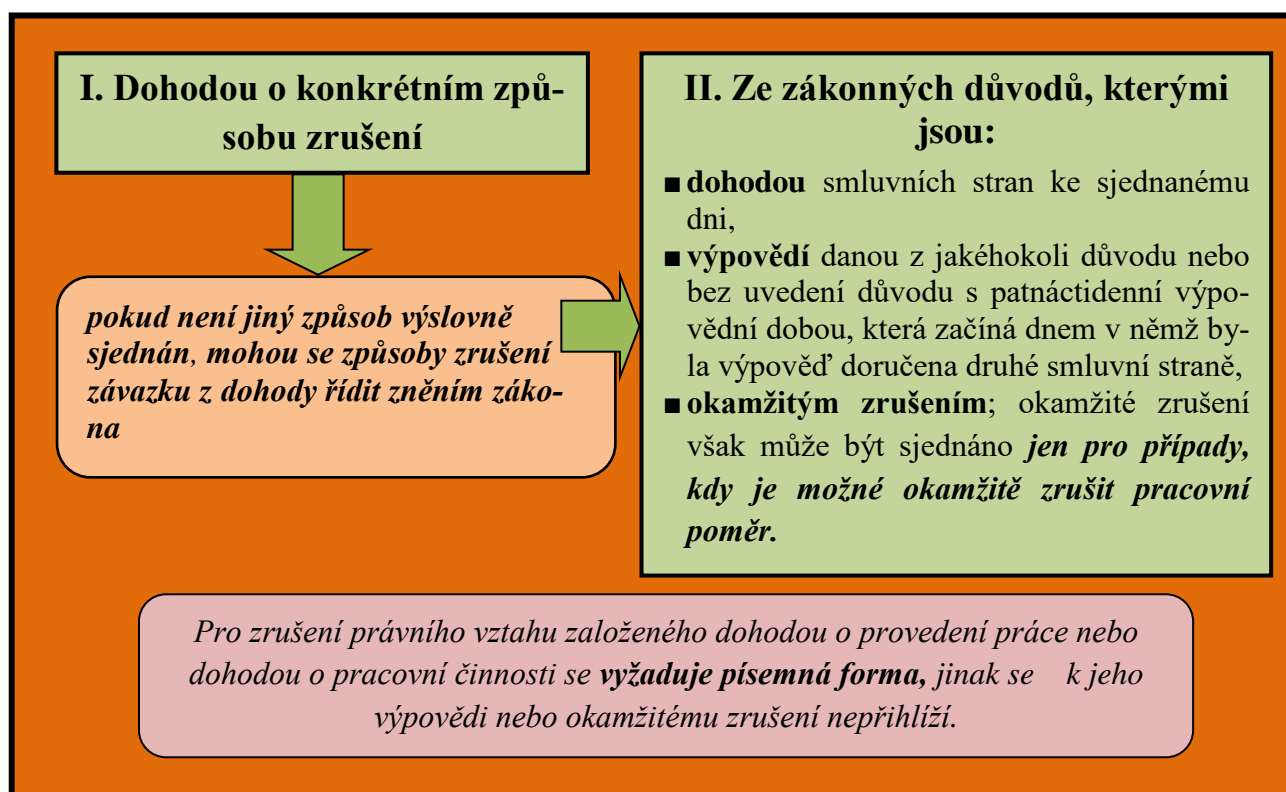 I. Dohodou o konkrétním způ-
sobu zrušení
pokud není jiný způsob výslovně
sjednán, mohou se způsoby zrušení
závazku z dohody řídit zněním záko-
na
II. Ze zákonných důvodů, kterými
jsou:
■ dohodou smluvních stran ke sjednanému
dni,
■ výpovědí danou z jakéhokoli důvodu nebo
bez uvedení důvodu s patnáctidenní výpo-
vědní dobou, která začíná dnem v němž by-
la výpověď doručena druhé smluvní straně,
■ okamžitým zrušením; okamžité zrušení
však může být sjednáno jen pro případy,
kdy je možné okamžitě zrušit pracovní
poměr.
Pro zrušení právního vztahu založeného dohodou o provedení práce nebo
dohodou o pracovní činnosti se vyžaduje písemná forma, jinak se k jeho
výpovědi nebo okamžitému zrušení nepřihlíží.